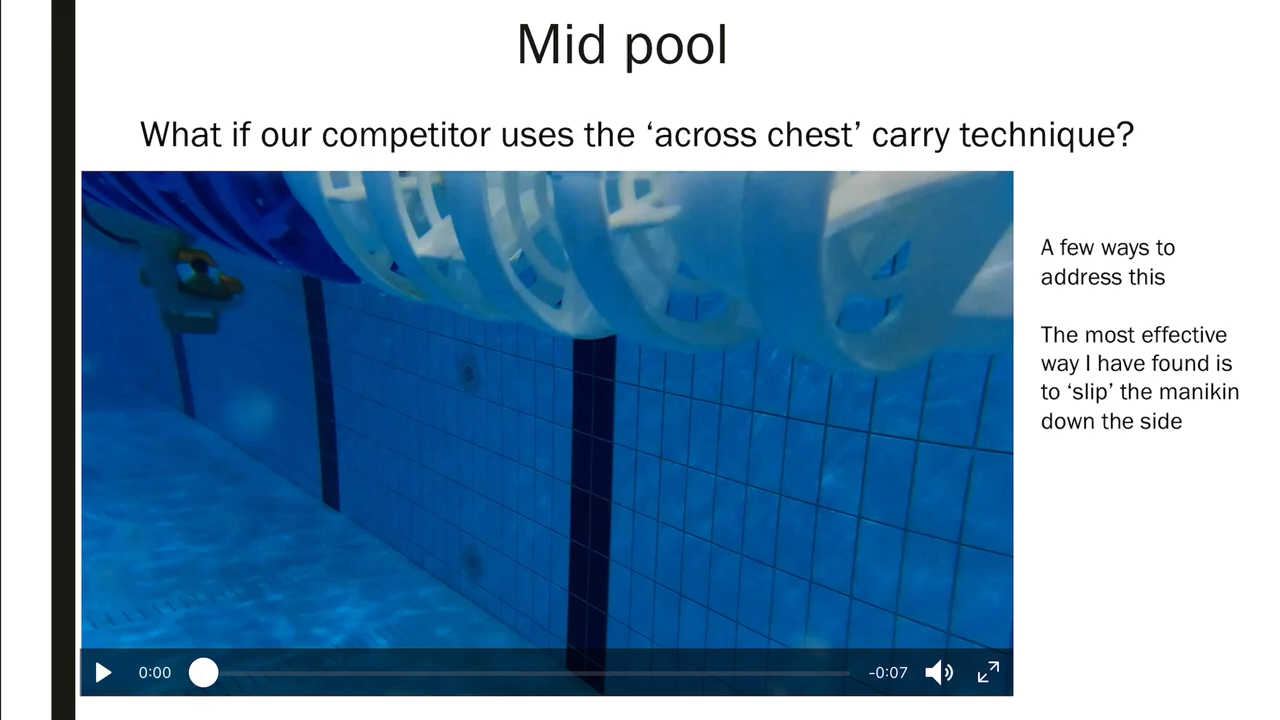 Mid pool
What if our competitor uses the ‘across chest’ carry technique?
A few ways to
address this
The most effective
way I have found is
to ‘slip’ the manikin
down the side
0:00
-0:07